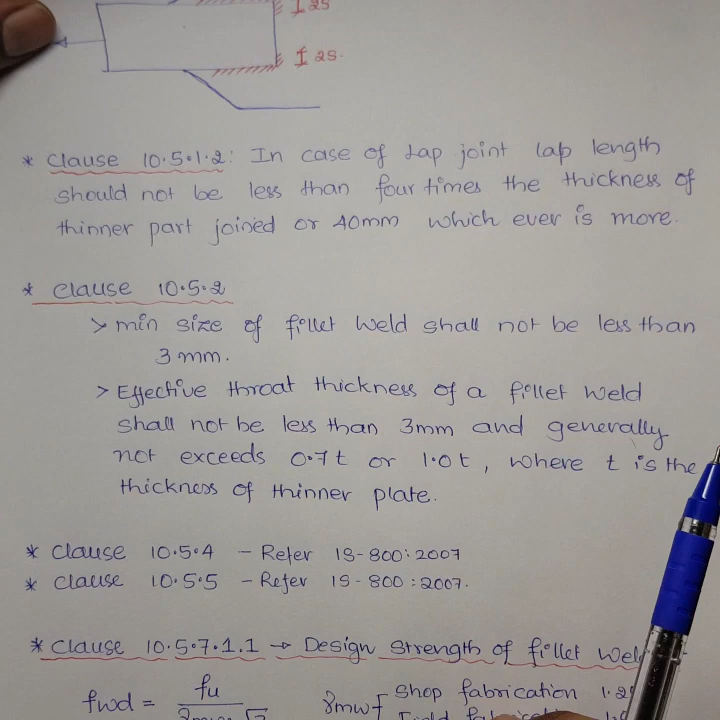 I 2S
I 2S.
* Clause 10.5.1.2: In case of Lap joint lap length
should not be less than four times the thickness of
thinner part joined or 40mm which ever is more.
* Clause 10.5.2
> min size of fillet weld shall not be less than
3 mm.
> Effective throat thickness of a fillet weld
shall not be less than 3mm and generally
not exceeds 0.7t or 1.0t, where t is the
thickness of thinner plate.
* Clause 10.5.4 - Refer IS-800:2007
* Clause 10.5.5 - Refer IS-800:2007.
* Clause 10.5.7.1.1 → Design Strength of fillet
fwd = fu
γmw Shop fabrication